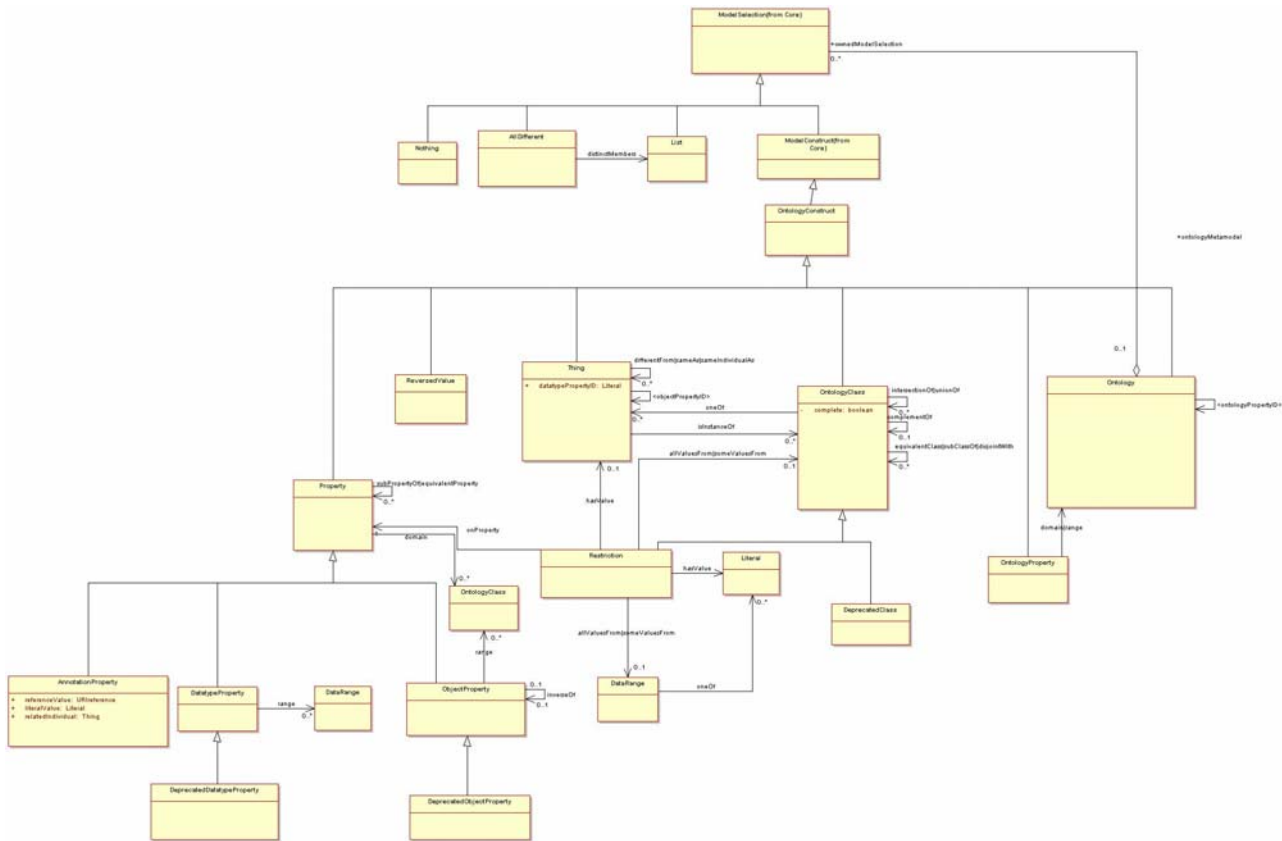 ModelSelection(from Core)
+ownedModelSelection
0..*
Nothing
AllDifferent
distinctMembers
List
ModelConstruct(from
Core)
OntologyConstruct
+ontologyMetamodel
0..1
ReversedValue
Thing
+ datatypePropertyID: Literal
differentFrom|sameAs|sameIndividualAs
0..*
<objectPropertyID>
0..*
oneOf
isInstanceOf
0..*
OntologyClass
- complete: boolean
intersectionOf|unionOf
0..*
complementOf
0..1
equivalentClass|subClassOf|disjointWith
0..*
allValuesFrom|someValuesFrom
0..1
Ontology
<ontologyPropertyID>
0..1
hasValue
Property
subPropertyOf|equivalentProperty
0..*
onProperty
domain
0..*
Restriction
hasValue
Literal
0..*
domain|range
OntologyProperty
OntologyClass
0..*
range
DeprecatedClass
allValuesFrom|someValuesFrom
0..1
DataRange
oneOf
AnnotationProperty
+ referenceValue: URIreference
+ literalValue: Literal
+ relatedIndividual: Thing
DatatypeProperty
range
0..*
DataRange
ObjectProperty
0..1
inverseOf
0..1
DeprecatedDatatypeProperty
DeprecatedObjectProperty